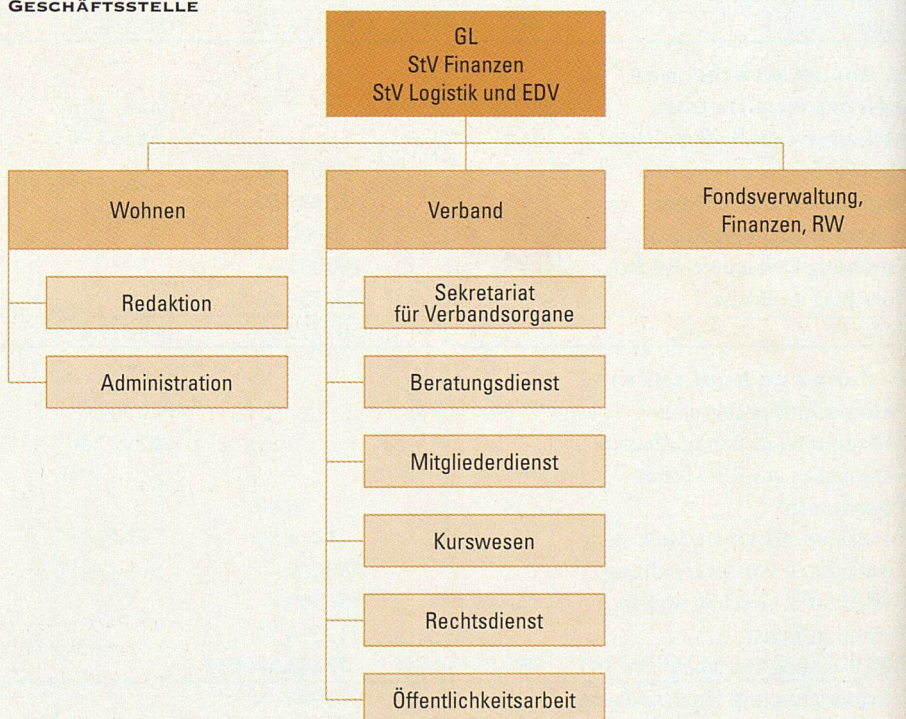 GESCHÄFTSSTELLE
GL
StV Finanzen
StV Logistik und EDV
Wohnen
Verband
Fondsverwaltung,
Finanzen, RW
Redaktion
Administration
Sekretariat
für Verbandsorgane
Beratungsdienst
Mitgliederdienst
Kurswesen
Rechtsdienst
Öffentlichkeitsarbeit